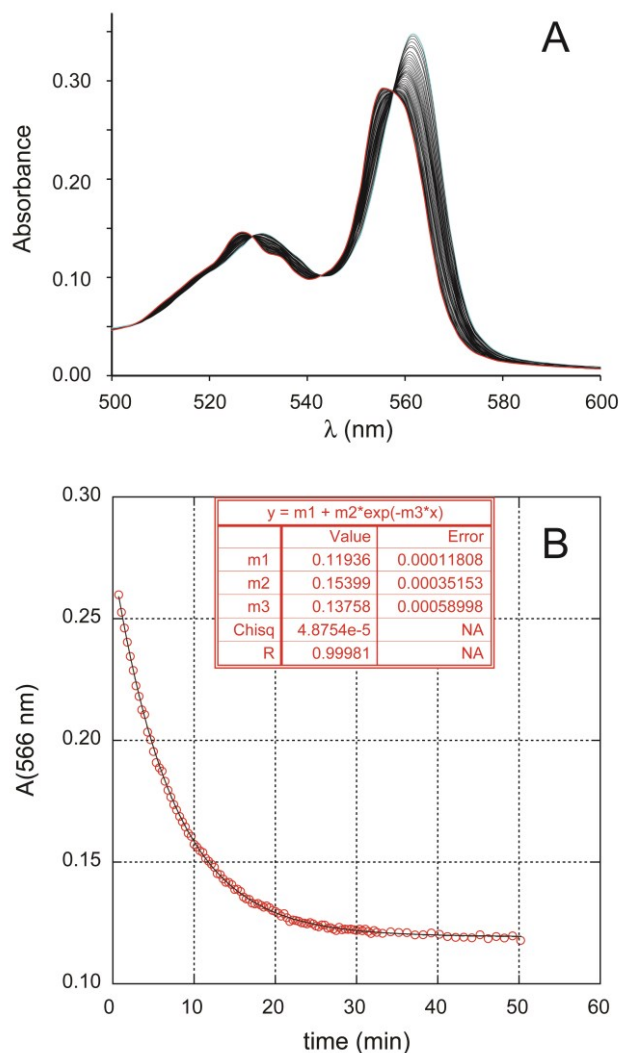 A
0.30
0.20
0.10
0.00
Absorbance
500 520 540 560 580 600
λ (nm)
B
0.30
0.25
0.20
0.15
0.10
A(566 nm)
y = m1 + m2*exp(-m3*x)
Value Error
m1 0.11936 0.00011808
m2 0.15399 0.00035153
m3 0.13758 0.00058998
Chisq 4.8754e-5 NA
R 0.99981 NA
0 10 20 30 40 50 60
time (min)